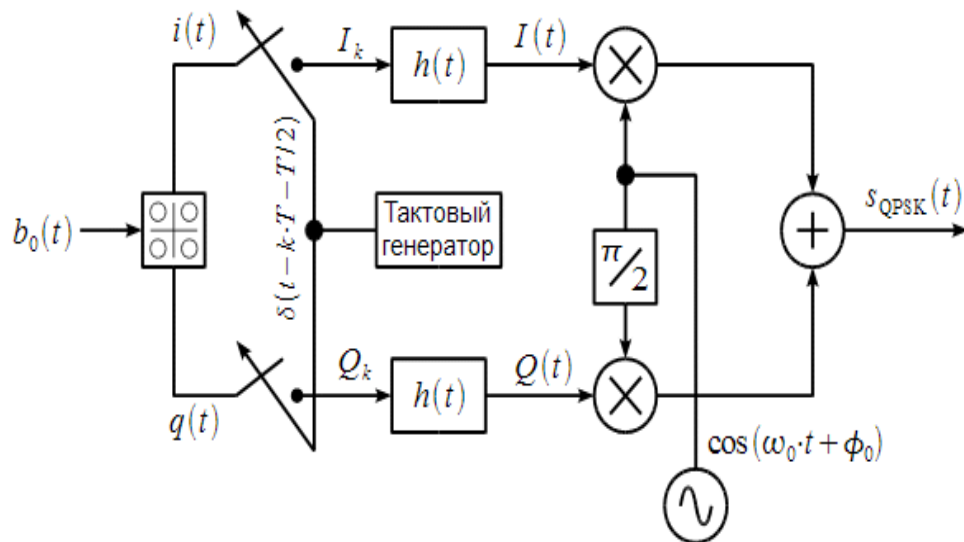 i(t)
I_k
h(t)
I(t)
δ(t−k·T−T/2)
b_0(t)
Тактовый
генератор
π/2
s_QPSK(t)
q(t)
Q_k
h(t)
Q(t)
cos(ω_0·t+ϕ_0)